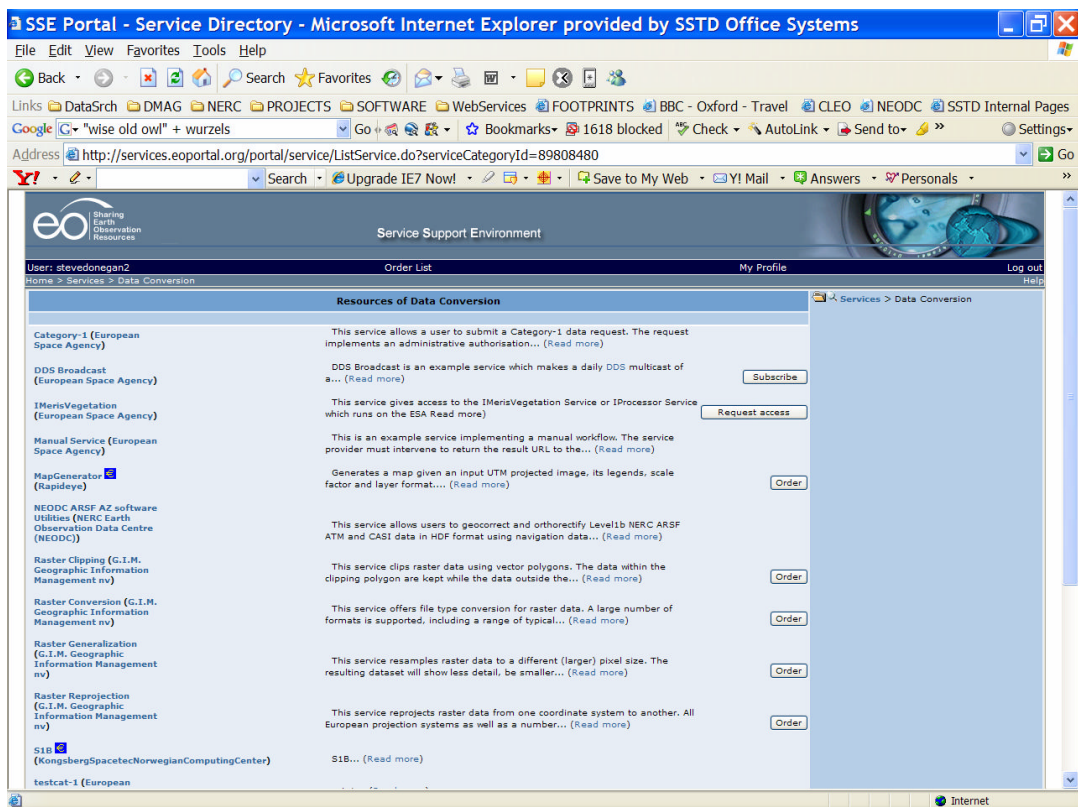 SSE Portal - Service Directory - Microsoft Internet Explorer provided by SSTD Office Systems
File Edit View Favorites Tools Help
Back Search Favorites
Links DataSrch DMAG NERC PROJECTS SOFTWARE WebServices FOOTPRINTS BBC - Oxford - Travel CLEO NEODC SSTD Internal Pages
Google "wise old owl" + wurzels Go Bookmarks 1618 blocked Check AutoLink Send to Settings
Address http://services.eoportal.org/portal/service/ListService.do?serviceCategoryId=89808480 Go
Y! Search Upgrade IE7 Now! Save to My Web Y! Mail Answers Personals
eo Sharing
Earth
Observation
Resources
Service Support Environment
User: stevedonegan2 Order List My Profile Log out
Home > Services > Data Conversion Help
Resources of Data Conversion
Services > Data Conversion
Category-1 (European
Space Agency)
This service allows a user to submit a Category-1 data request. The request
implements an administrative authorisation... (Read more)
DDS Broadcast
(European Space Agency)
DDS Broadcast is an example service which makes a daily DDS multicast of
a... (Read more)
Subscribe
IMerisVegetation
(European Space Agency)
This service gives access to the IMerisVegetation Service or IProcessor Service
which runs on the ESA Read more)
Request access
Manual Service (European
Space Agency)
This is an example service implementing a manual workflow. The service
provider must intervene to return the result URL to the... (Read more)
MapGenerator €
(Rapideye)
Generates a map given an input UTM projected image, its legends, scale
factor and layer format.... (Read more)
Order
NEODC ARSF AZ software
Utilities (NERC Earth
Observation Data Centre
(NEODC))
This service allows users to geocorrect and orthorectify Level1b NERC ARSF
ATM and CASI data in HDF format using navigation data... (Read more)
Raster Clipping (G.I.M.
Geographic Information
Management nv)
This service clips raster data using vector polygons. The data within the
clipping polygon are kept while the data outside the... (Read more)
Order
Raster Conversion (G.I.M.
Geographic Information
Management nv)
This service offers file type conversion for raster data. A large number of
formats is supported, including a range of typical... (Read more)
Order
Raster Generalization
(G.I.M. Geographic
Information Management
nv)
This service resamples raster data to a different (larger) pixel size. The
resulting dataset will show less detail, be smaller... (Read more)
Order
Raster Reprojection
(G.I.M. Geographic
Information Management
nv)
This service reprojects raster data from one coordinate system to another. All
European projection systems as well as a number... (Read more)
Order
S1B €
(KongsbergSpacetecNorwegianComputingCenter)
S1B... (Read more)
testcat-1 (European
Internet